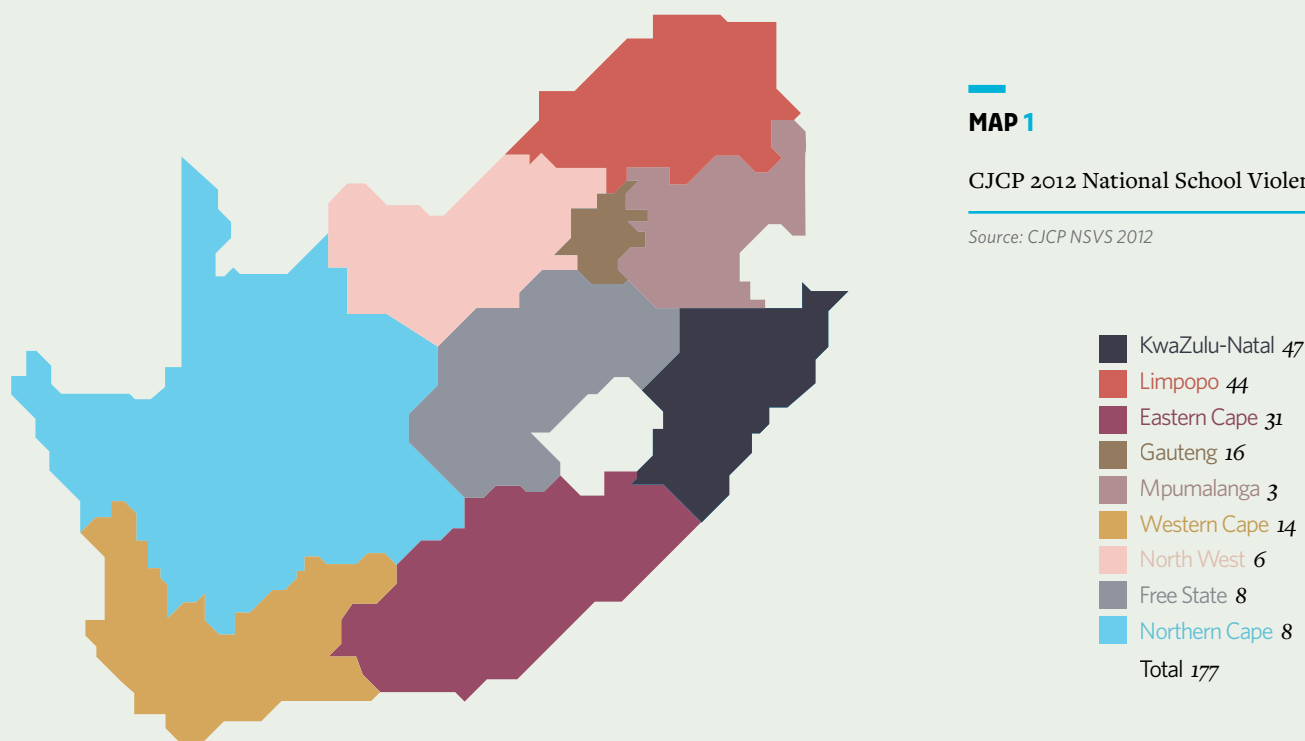 MAP 1
CJCP 2012 National School
Source: CJCP NSVS 2012
KwaZulu-Natal 47
Limpopo 44
Eastern Cape 31
Gauteng 16
Mpumalanga 3
Western Cape 14
North West 6
Free State 8
Northern Cape 8
Total 177